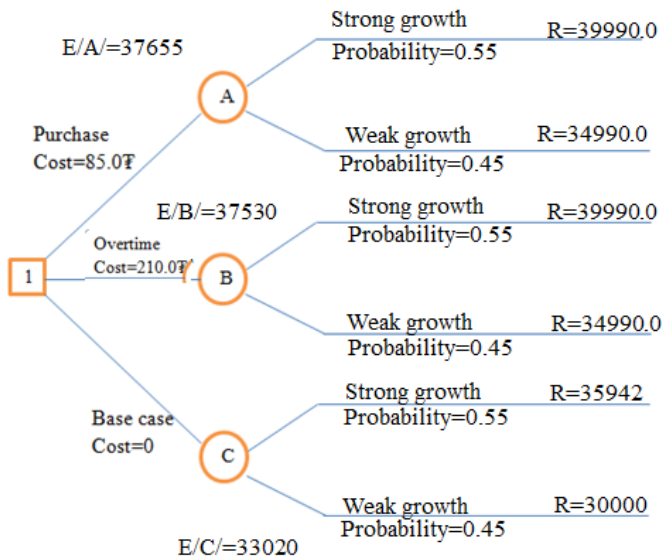 Strong growth R=39990.0
E/A/=37655
Probability=0.55
A
Purchase
Cost=85.0₮
Weak growth R=34990.0
Probability=0.45
E/B/=37530
Strong growth R=39990.0
Probability=0.55
Overtime
Cost=210.0₮
1
B
Weak growth R=34990.0
Probability=0.45
Strong growth R=35942
Probability=0.55
Base case
Cost=0
C
Weak growth R=30000
Probability=0.45
E/C/=33020